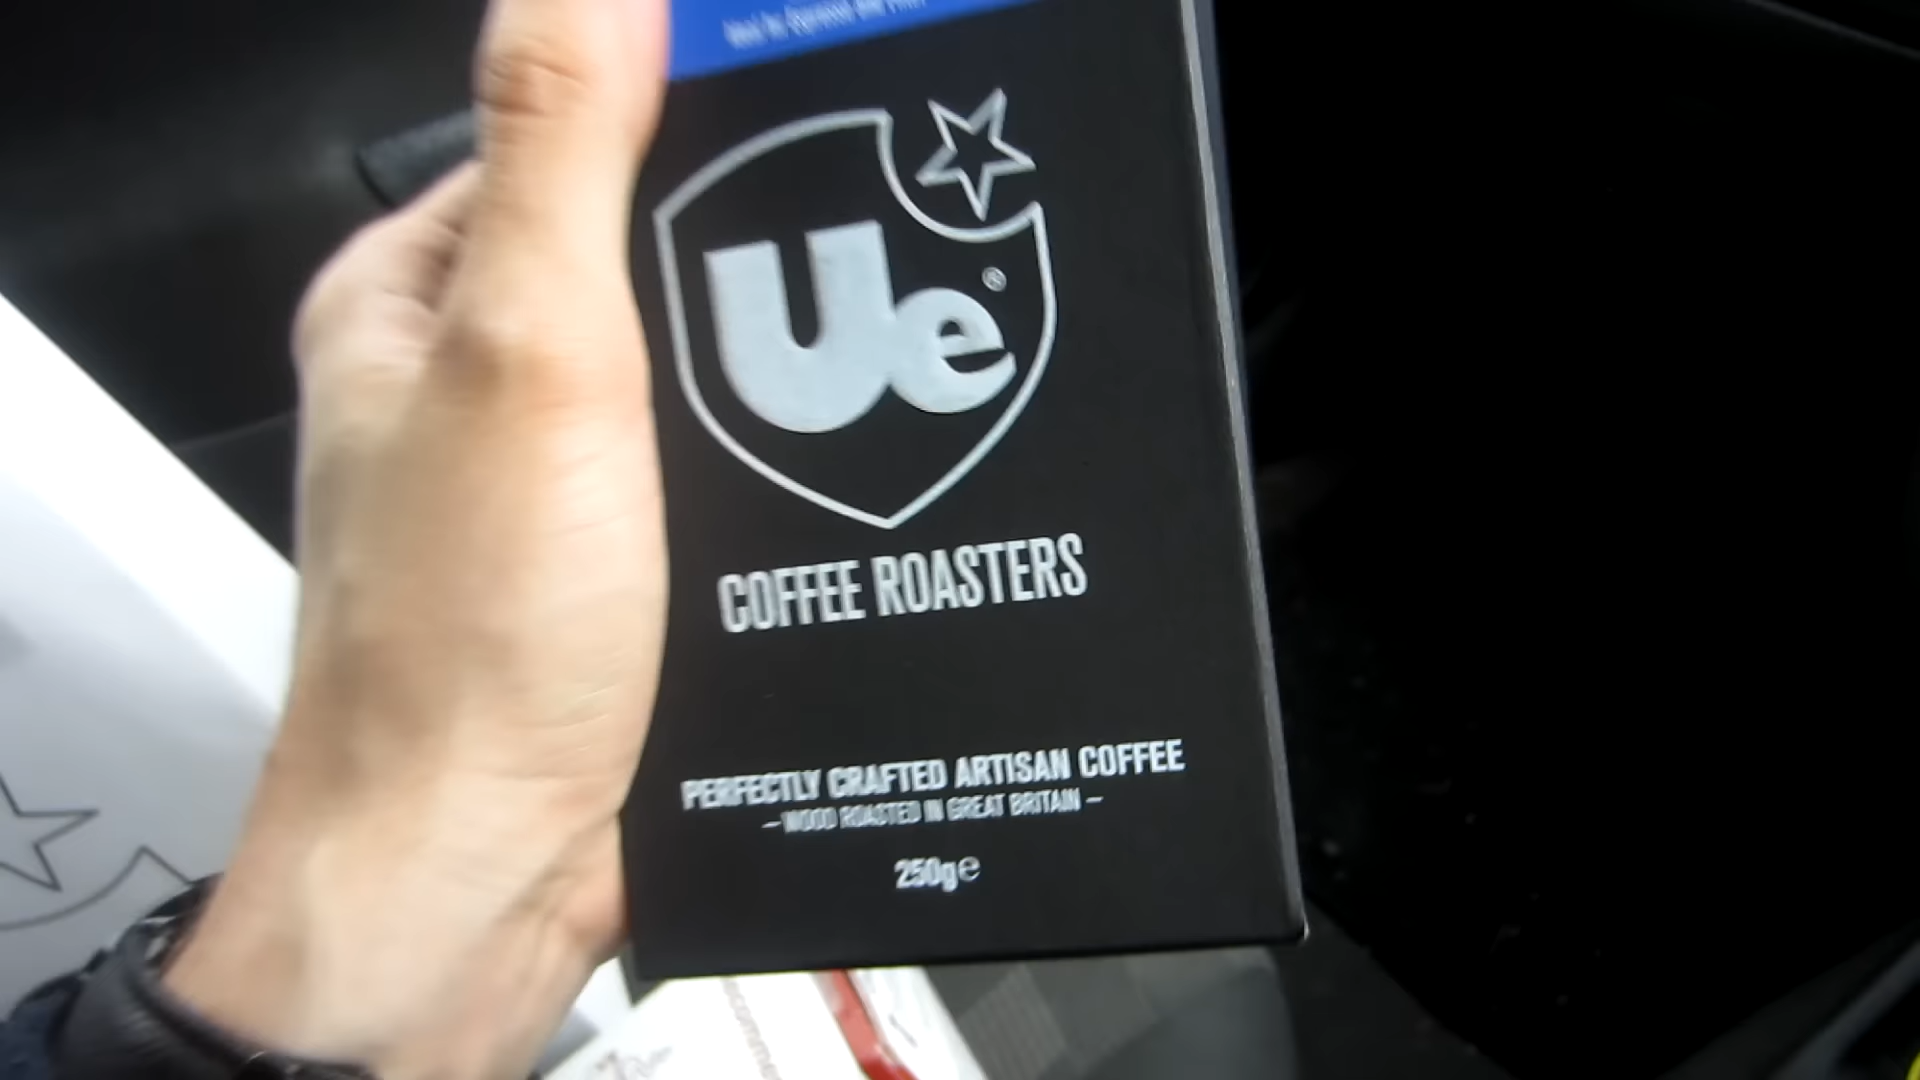 Ue®
COFFEE ROASTERS
PERFECTLY CRAFTED ARTISAN COFFEE
– WOOD ROASTED IN GREAT BRITAIN –
250g℮